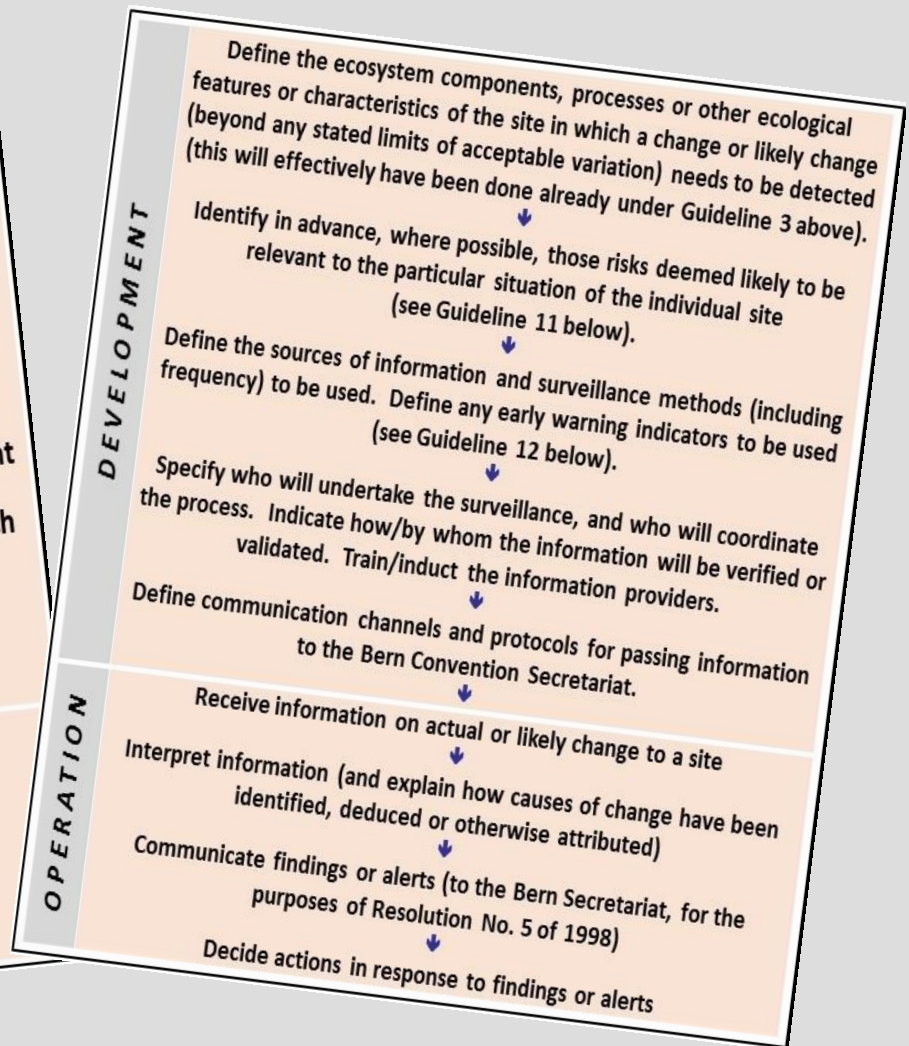 nt
h
DEVELOPMENT
Define the ecosystem components, processes or other ecological
features or characteristics of the site in which a change or likely change
(beyond any stated limits of acceptable variation) needs to be detected
(this will effectively have been done already under Guideline 3 above).
Identify in advance, where possible, those risks deemed likely to be
relevant to the particular situation of the individual site
(see Guideline 11 below).
Define the sources of information and surveillance methods (including
frequency) to be used. Define any early warning indicators to be used
(see Guideline 12 below).
Specify who will undertake the surveillance, and who will coordinate
the process. Indicate how/by whom the information will be verified or
validated. Train/induct the information providers.
Define communication channels and protocols for passing information
to the Bern Convention Secretariat.
OPERATION
Receive information on actual or likely change to a site
Interpret information (and explain how causes of change have been
identified, deduced or otherwise attributed)
Communicate findings or alerts (to the Bern Secretariat, for the
purposes of Resolution No. 5 of 1998)
Decide actions in response to findings or alerts